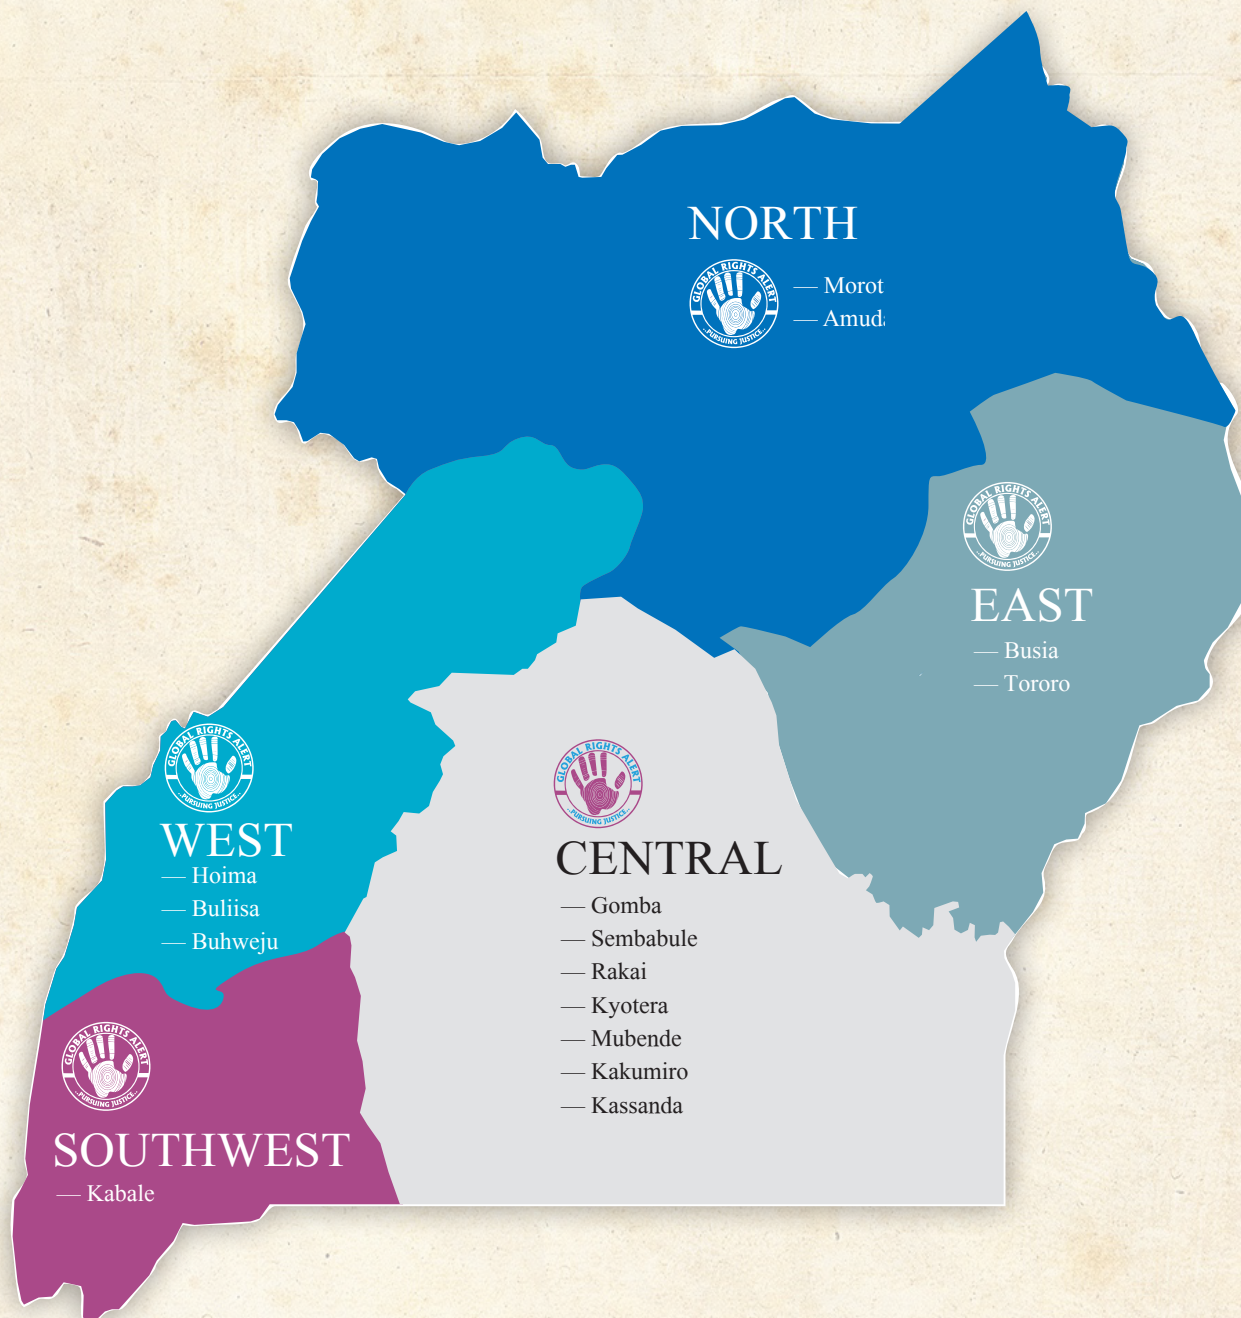 NORTH
GLOBAL RIGHTS ALERT
...PURSUING JUSTICE...
— Morot
— Amuda
GLOBAL RIGHTS ALERT
...PURSUING JUSTICE...
EAST
— Busia
— Tororo
GLOBAL RIGHTS ALERT
...PURSUING JUSTICE...
WEST
— Hoima
— Buliisa
— Buhweju
GLOBAL RIGHTS ALERT
...PURSUING JUSTICE...
CENTRAL
— Gomba
— Sembabule
— Rakai
— Kyotera
— Mubende
— Kakumiro
— Kassanda
GLOBAL RIGHTS ALERT
...PURSUING JUSTICE...
SOUTHWEST
— Kabale